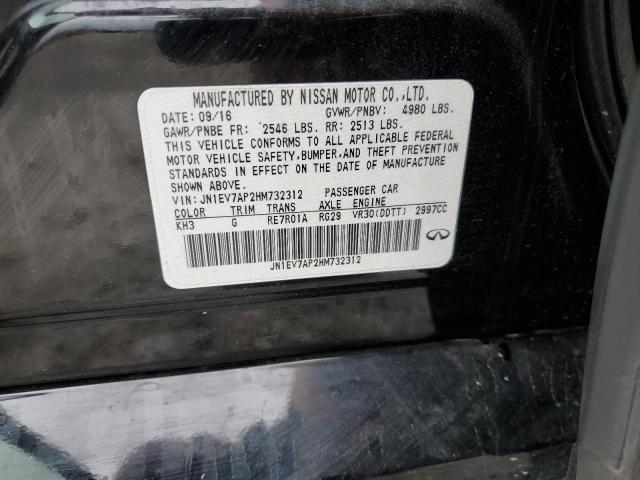 MANUFACTURED BY NISSAN MOTOR CO.,LTD.
DATE: 09/16 GVWR/PNBV: 4980 LBS.
GAWR/PNBE FR: 2546 LBS. RR: 2513 LBS.
THIS VEHICLE CONFORMS TO ALL APPLICABLE FEDERAL
MOTOR VEHICLE SAFETY,BUMPER,AND THEFT PREVENTION
STANDARDS IN EFFECT ON THE DATE OF MANUFACTURE
SHOWN ABOVE.
VIN: JN1EV7AP2HM732312 PASSENGER CAR
COLOR TRIM TRANS AXLE ENGINE
KH3 G RE7R01A RG29 VR30(DDTT) 2997CC
JN1EV7AP2HM732312